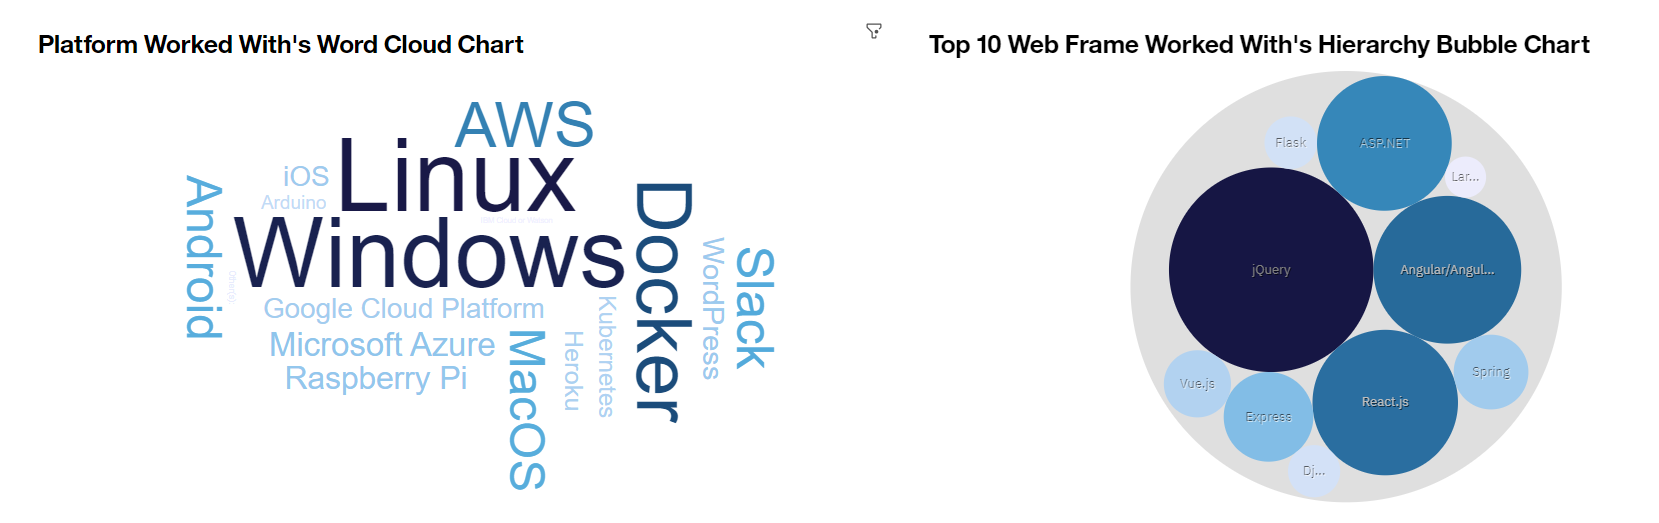 Platform Worked With's Word Cloud Chart
AWS
Linux
iOS
Arduino
Android
Windows
Docker
WordPress
Slack
Google Cloud Platform
Microsoft Azure
Raspberry Pi
MacOS
Heroku
Kubernetes
Top 10 Web Frame Worked With's Hierarchy Bubble Chart
Flask
ASP.NET
Lar...
jQuery
Angular/Angul...
Vue.js
Express
React.js
Spring
Dj...